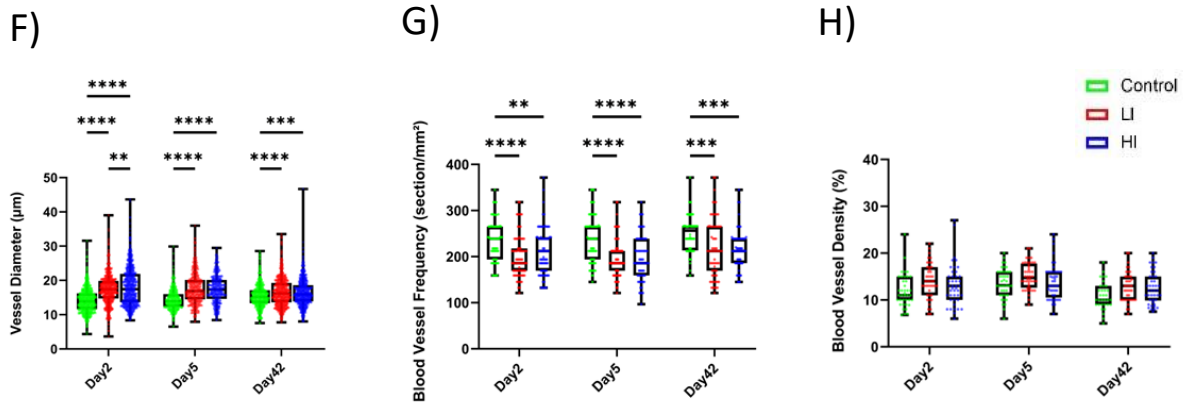 F)
****
**** **
**** ****
**** ***
Vessel Diameter (µm)
50
40
30
20
10
0
Day2
Day5
Day42
G)
** **** ***
**** **** ***
Blood Vessel Frequency (section/mm²)
400
300
200
100
0
Day2
Day5
Day42
H)
Control
LI
HI
Blood Vessel Density (%)
40
30
20
10
0
Day2
Day5
Day42